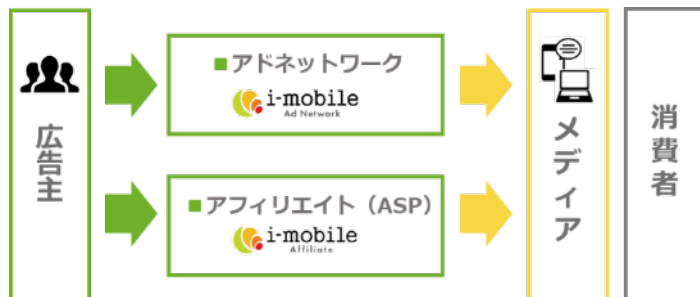 広告主
■アドネットワーク
i-mobile
Ad Network
■アフィリエイト（ASP）
i-mobile
Affiliate
メディア
消費者